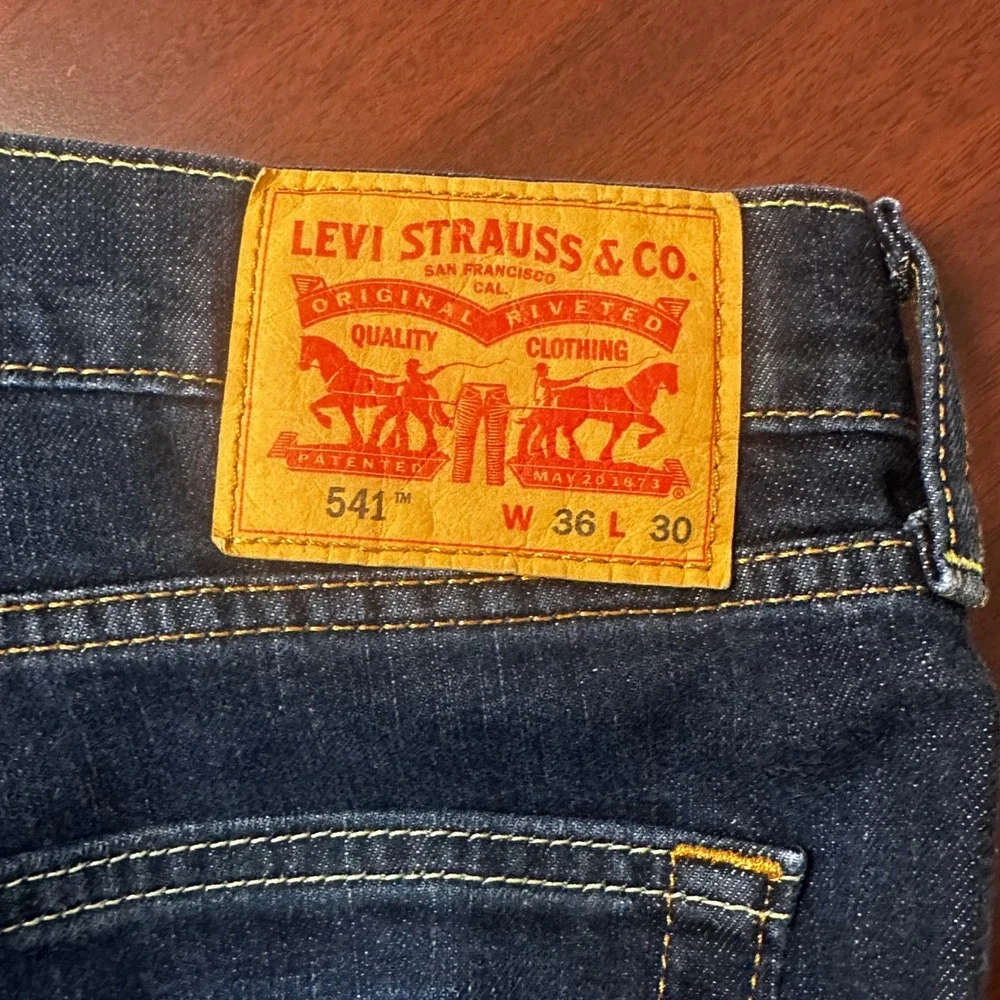 LEVI STRAUSS & CO.
SAN FRANCISCO
CAL.
ORIGINAL RIVETED
QUALITY CLOTHING
PATENTED MAY 20 1873 ®
541™ W 36 L 30